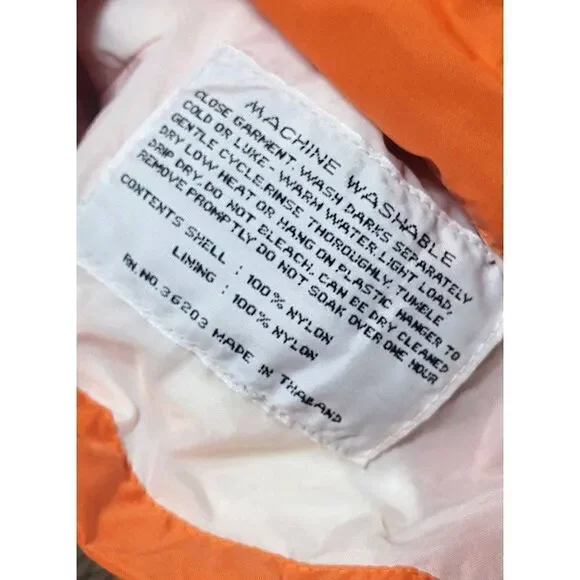 MACHINE WASHABLE
CLOSE GARMENT. WASH DARKS SEPARATELY
COLD OR LUKE- WARM WATER. LIGHT LOAD,
GENTLE CYCLE. RINSE THOROUGHLY. TUMBLE
DRY LOW HEAT OR HANG ON PLASTIC HANGER TO
DRIP DRY. DO NOT BLEACH. CAN BE DRY CLEANED
REMOVE PROMPTLY DO NOT SOAK OVER ONE HOUR
CONTENTS SHELL : 100% NYLON
LINING : 100% NYLON
RN. NO. 36203 MADE IN THAILAND